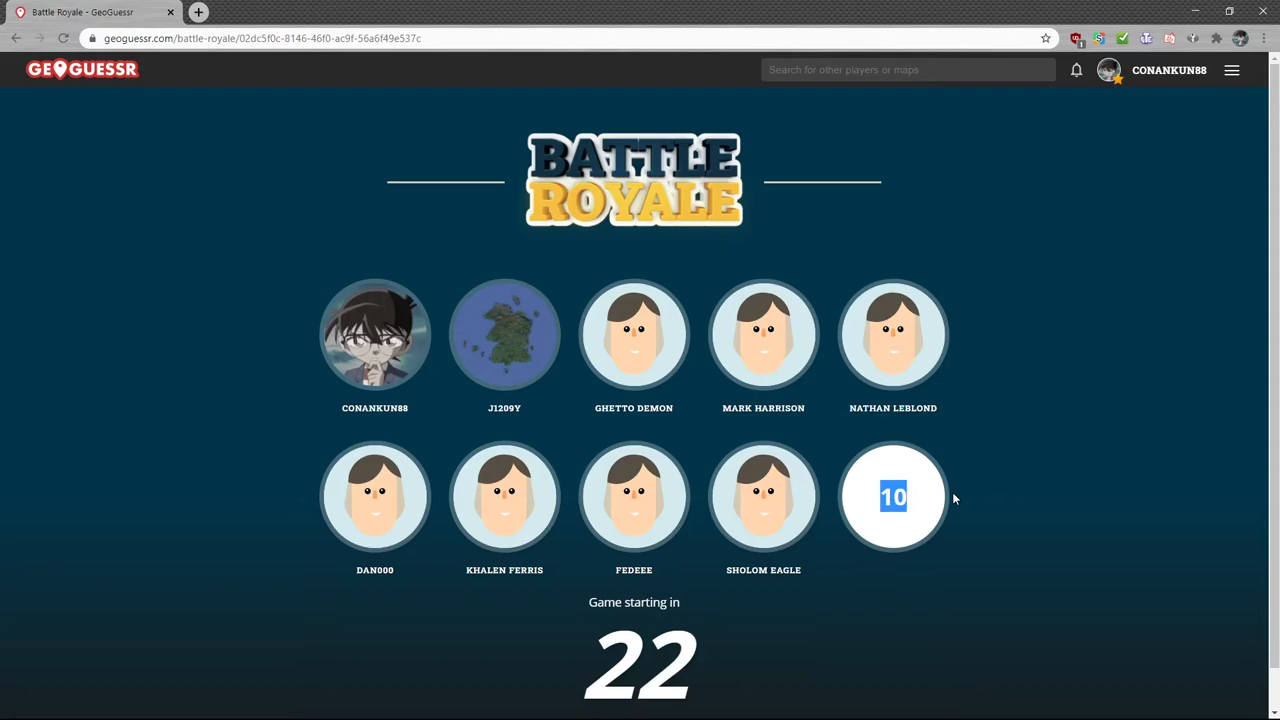 Battle Royale - GeoGuessr
geoguessr.com/battle-royale/02dc5f0c-8146-46f0-ac9f-56a6f49e537c
1
GEOGUESSR
Search for other players or maps
CONANKUN88
BATTLE
ROYALE
CONANKUN88
J1209Y
GHETTO DEMON
MARK HARRISON
NATHAN LEBLOND
10
DAN000
KHALEN FERRIS
FEDEEE
SHOLOM EAGLE
Game starting in
22